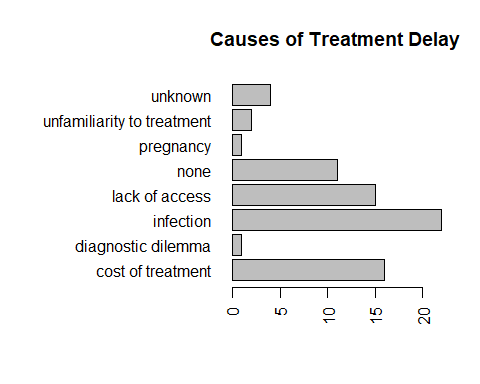 Causes of Treatment Delay
unknown
unfamiliarity to treatment
pregnancy
none
lack of access
infection
diagnostic dilemma
cost of treatment
0
5
10
15
20